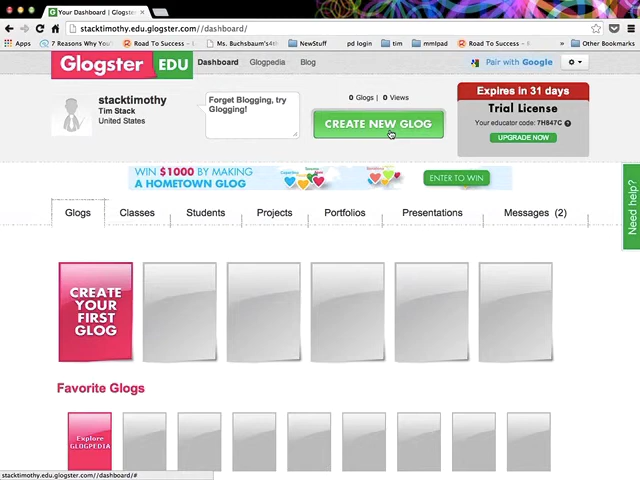 Your Dashboard | Glogster
stacktimothy.edu.glogster.com//dashboard/
Apps
7 Reasons Why You'll
Road To Success
Ms. Buchsbaum's4th
NewStuff
pd login
tim
mmlpad
Road To Success - R
Other Bookmarks
Glogster EDU
Dashboard
Glogpedia
Blog
Pair with Google
stacktimothy
Tim Stack
United States
Forget Blogging, try
Glogging!
0 Glogs | 0 Views
CREATE NEW GLOG
Expires in 31 days
Trial License
Your educator code: 7H847C
UPGRADE NOW
WIN $1000 BY MAKING
A HOMETOWN GLOG
ENTER TO WIN
Need help?
Glogs
Classes
Students
Projects
Portfolios
Presentations
Messages (2)
CREATE
YOUR
FIRST
GLOG
Favorite Glogs
Explore
GLOGPEDIA
stacktimothy.edu.glogster.com//dashboard/#